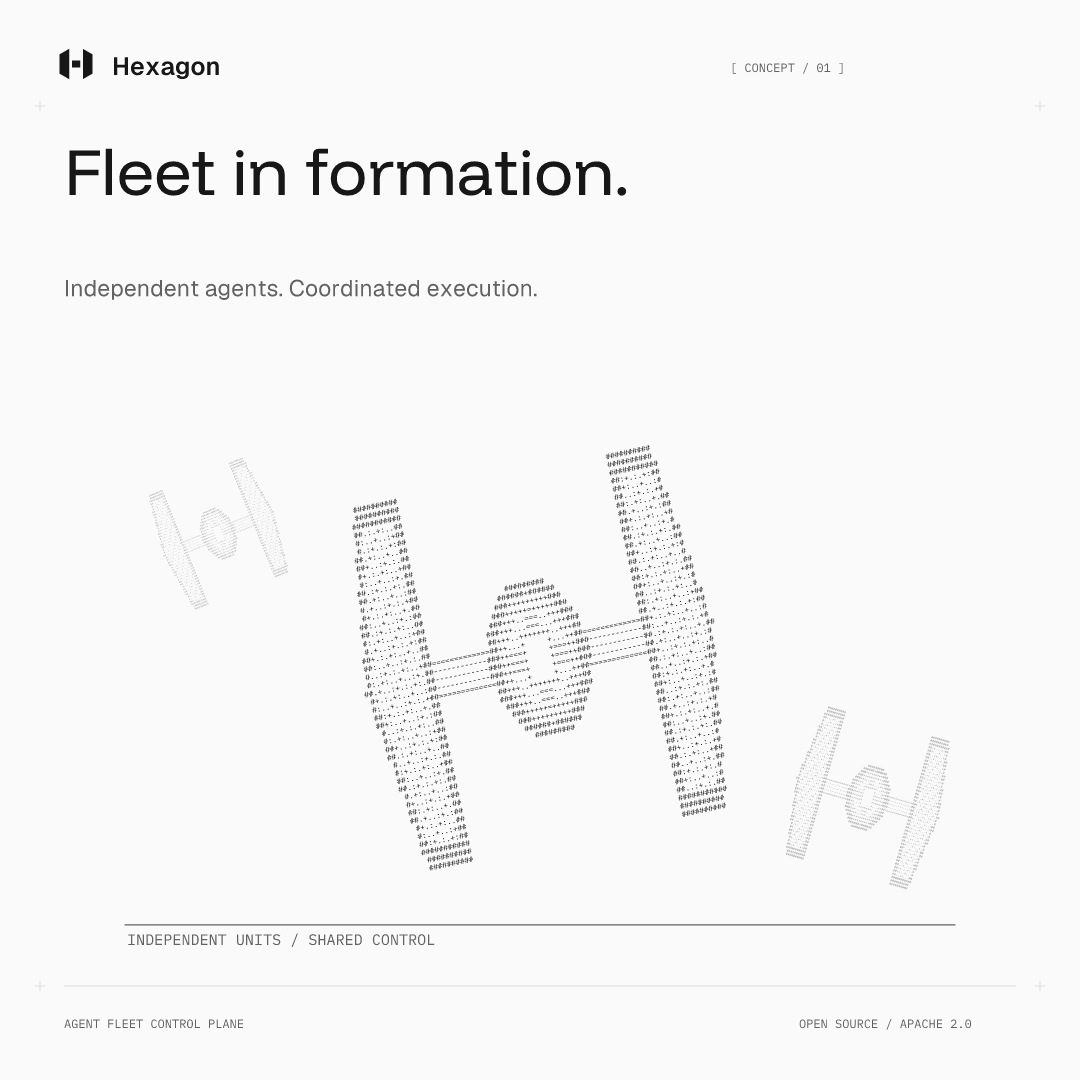 Hexagon
[ CONCEPT / 01 ]
Fleet in formation.
Independent agents. Coordinated execution.
INDEPENDENT UNITS / SHARED CONTROL
AGENT FLEET CONTROL PLANE
OPEN SOURCE / APACHE 2.0